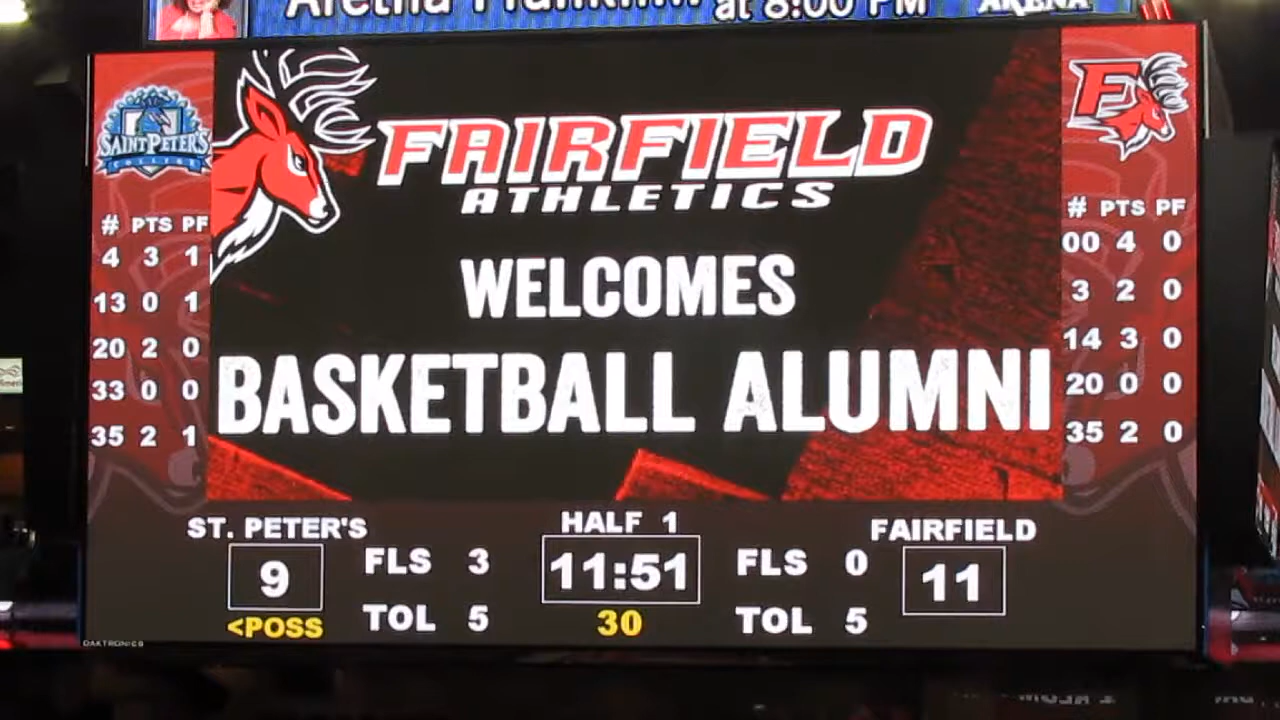 Aretha Franklin... at 8:00 PM ARENA
SAINT PETER'S
COLLEGE
FAIRFIELD
ATHLETICS
WELCOMES
BASKETBALL ALUMNI
# PTS PF
4 3 1
13 0 1
20 2 0
33 0 0
35 2 1
F
# PTS PF
00 4 0
3 2 0
14 3 0
20 0 0
35 2 0
ST. PETER'S
9
<POSS
FLS 3
TOL 5
HALF 1
11:51
30
FLS 0
TOL 5
FAIRFIELD
11
DAKTRONICS